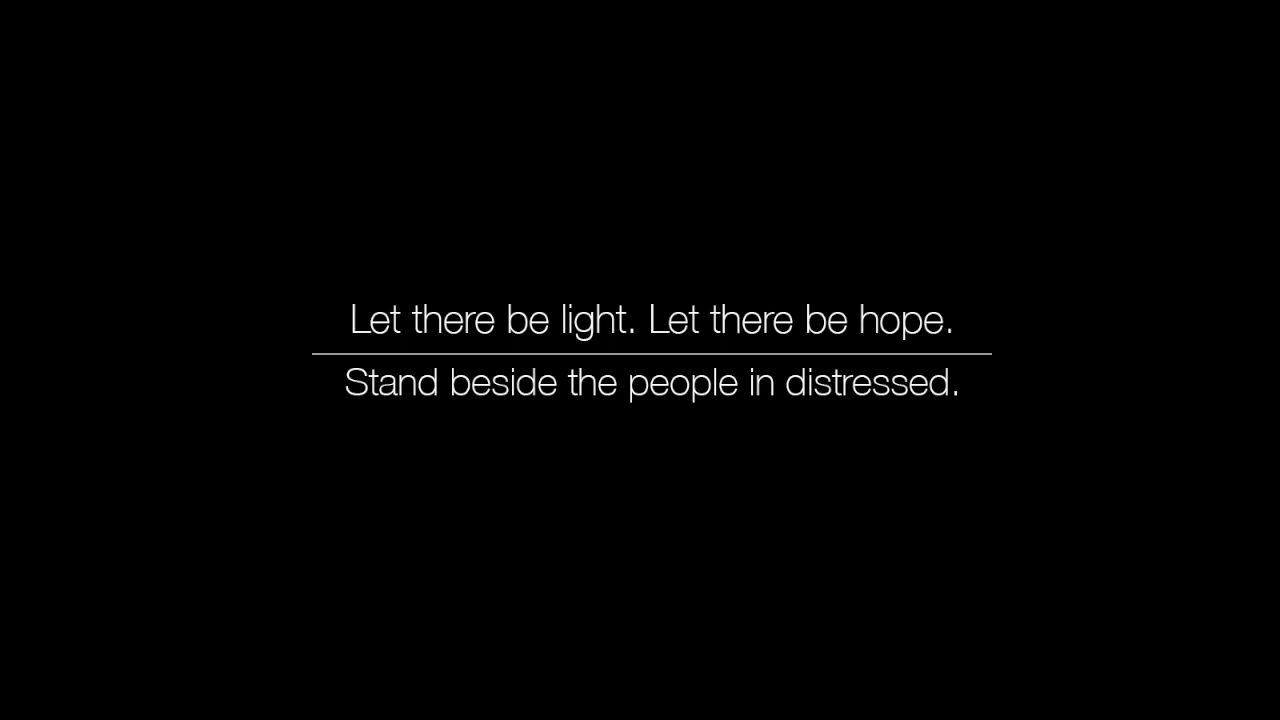 Let there be light. Let there be hope.
Stand beside the people in distressed.